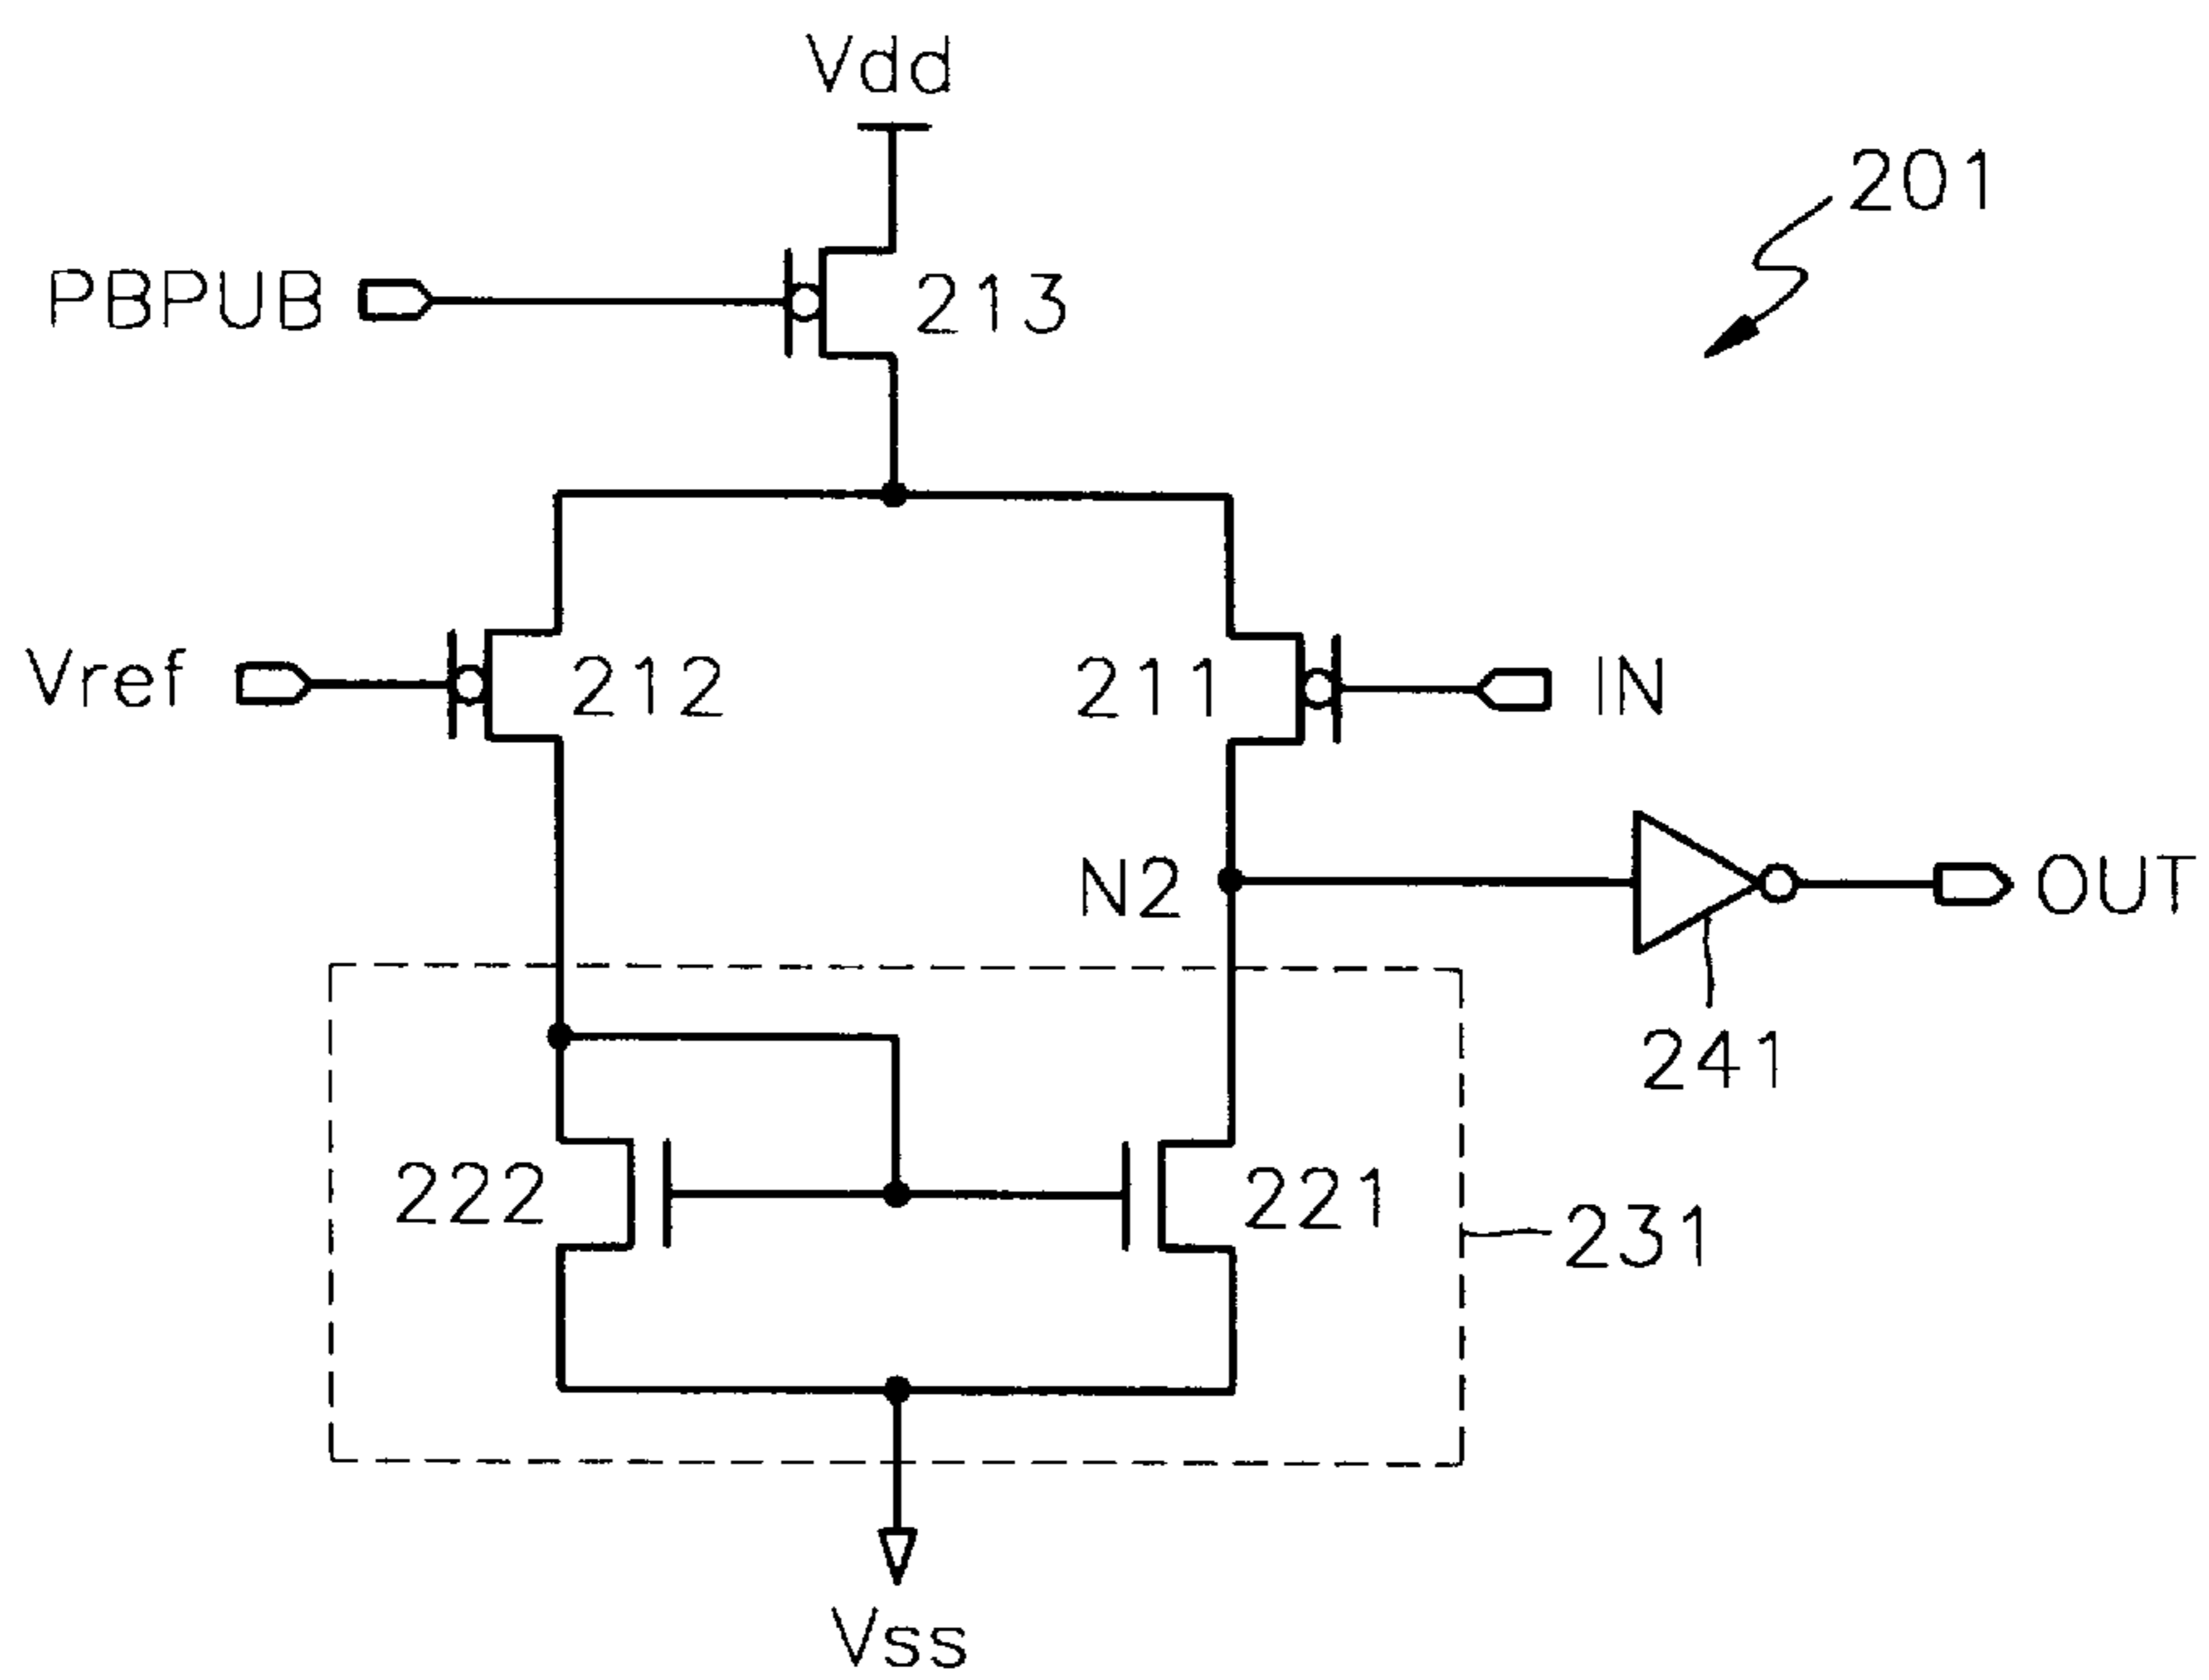 Vdd
201
PBPUB
213
Vref
212
211
IN
N2
OUT
241
222
221
231
Vss